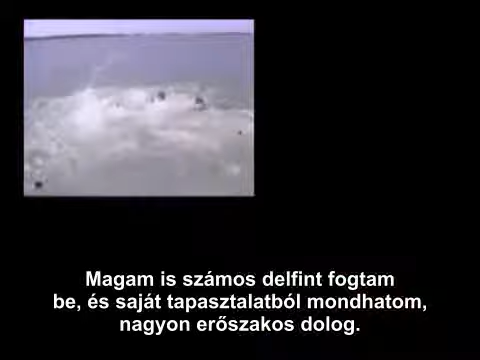 Magam is számos delfint fogtam
be, és saját tapasztalatból mondhatom,
nagyon erőszakos dolog.